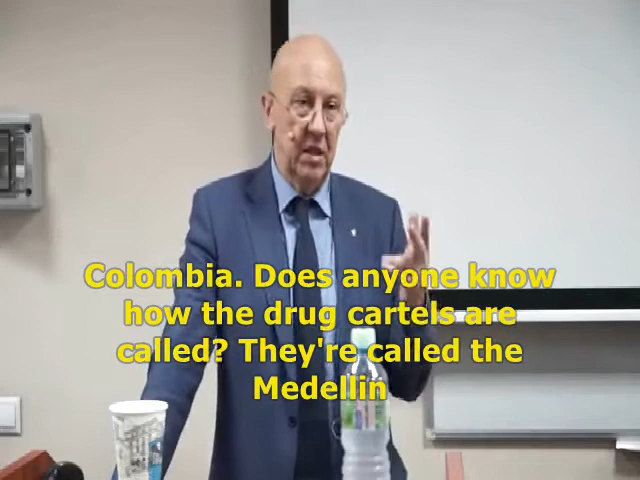 Colombia. Does anyone know
how the drug cartels are
called? They're called the
Medellin